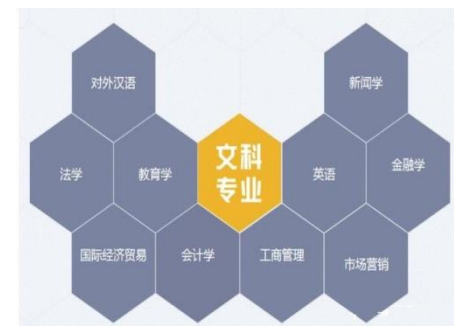 对外汉语
新闻学
法学
教育学
文科
专业
英语
金融学
国际经济贸易
会计学
工商管理
市场营销